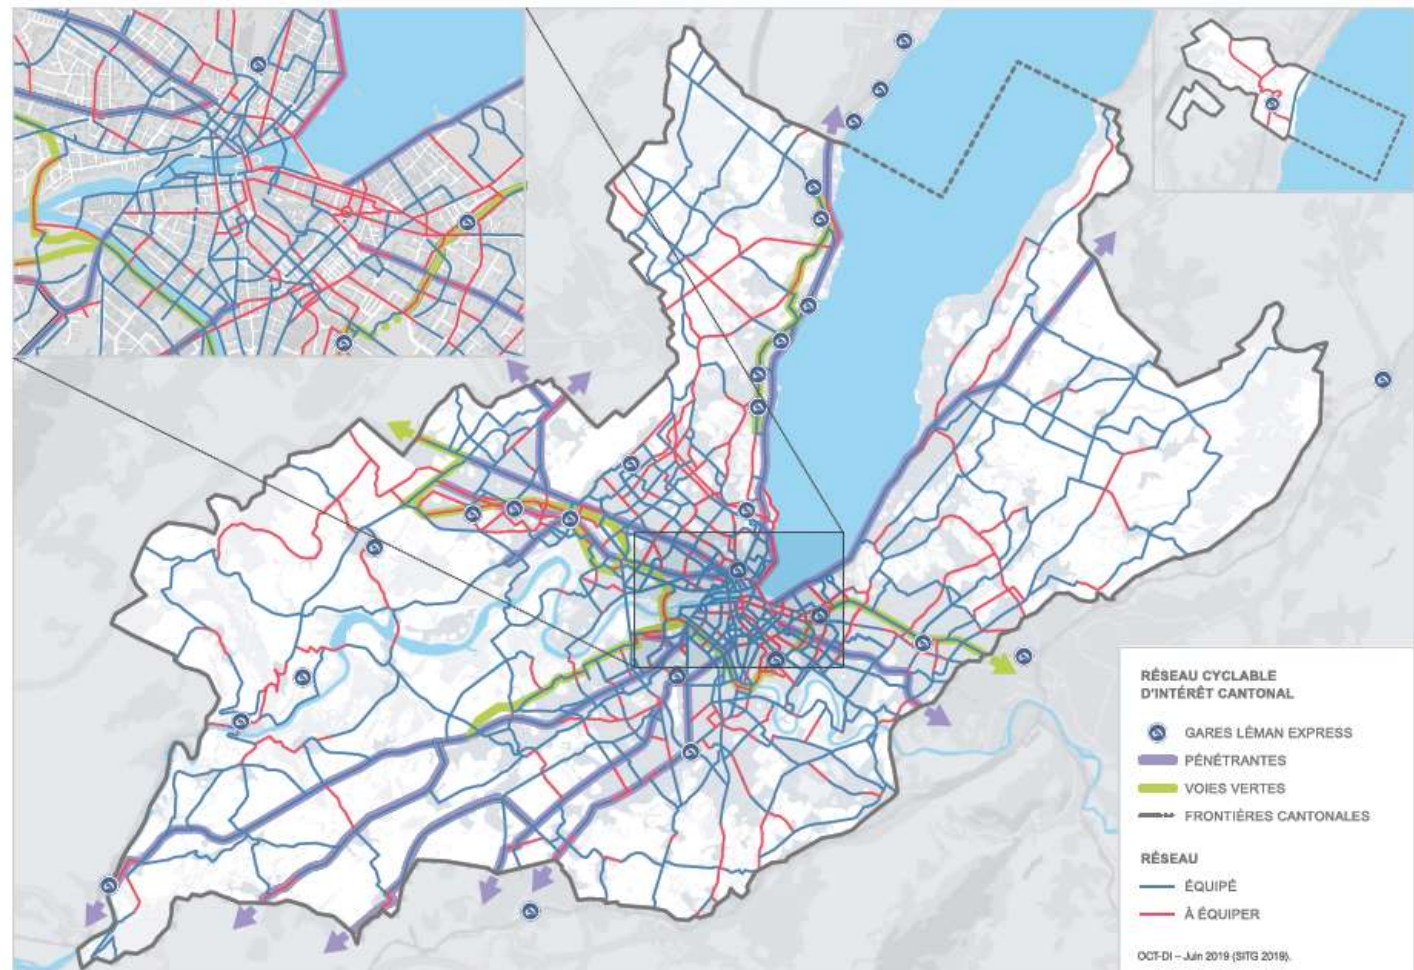 RÉSEAU CYCLABLE
D'INTÉRÊT CANTONAL
GARES LÉMAN EXPRESS
PÉNÉTRANTES
VOIES VERTES
FRONTIÈRES CANTONALES
RÉSEAU
ÉQUIPÉ
À ÉQUIPER
OCT-DI – Juin 2019 (SITG 2019).